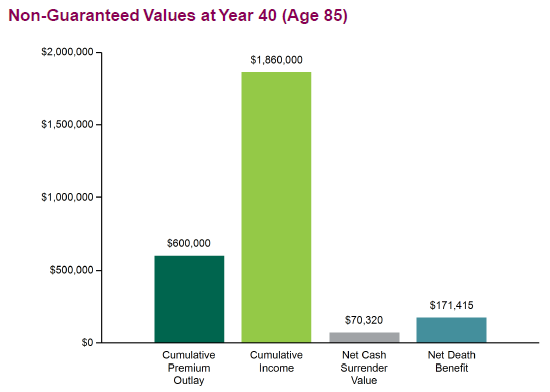 Non-Guaranteed Values at Year 40 (Age 85)
$2,000,000
$1,860,000
$1,500,000
$1,000,000
$600,000
$500,000
$171,415
$70,320
$0
Cumulative Premium Outlay
Cumulative Income
Net Cash Surrender Value
Net Death Benefit